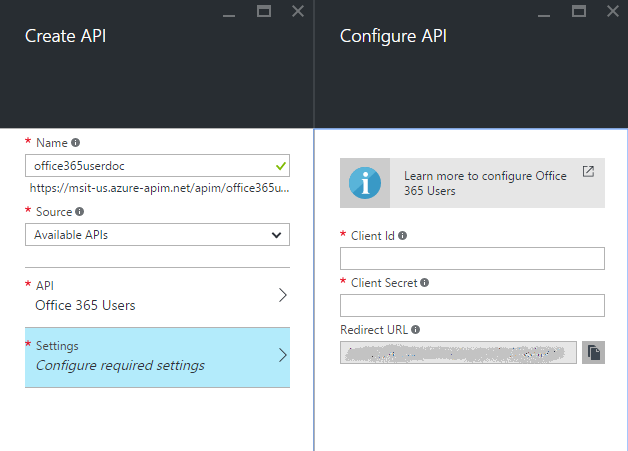 Create API
* Name
office365userdoc
https://msit-us.azure-apim.net/apim/office365u...
* Source
Available APIs
* API
Office 365 Users
* Settings
Configure required settings
Configure API
Learn more to configure Office
365 Users
* Client Id
* Client Secret
Redirect URL